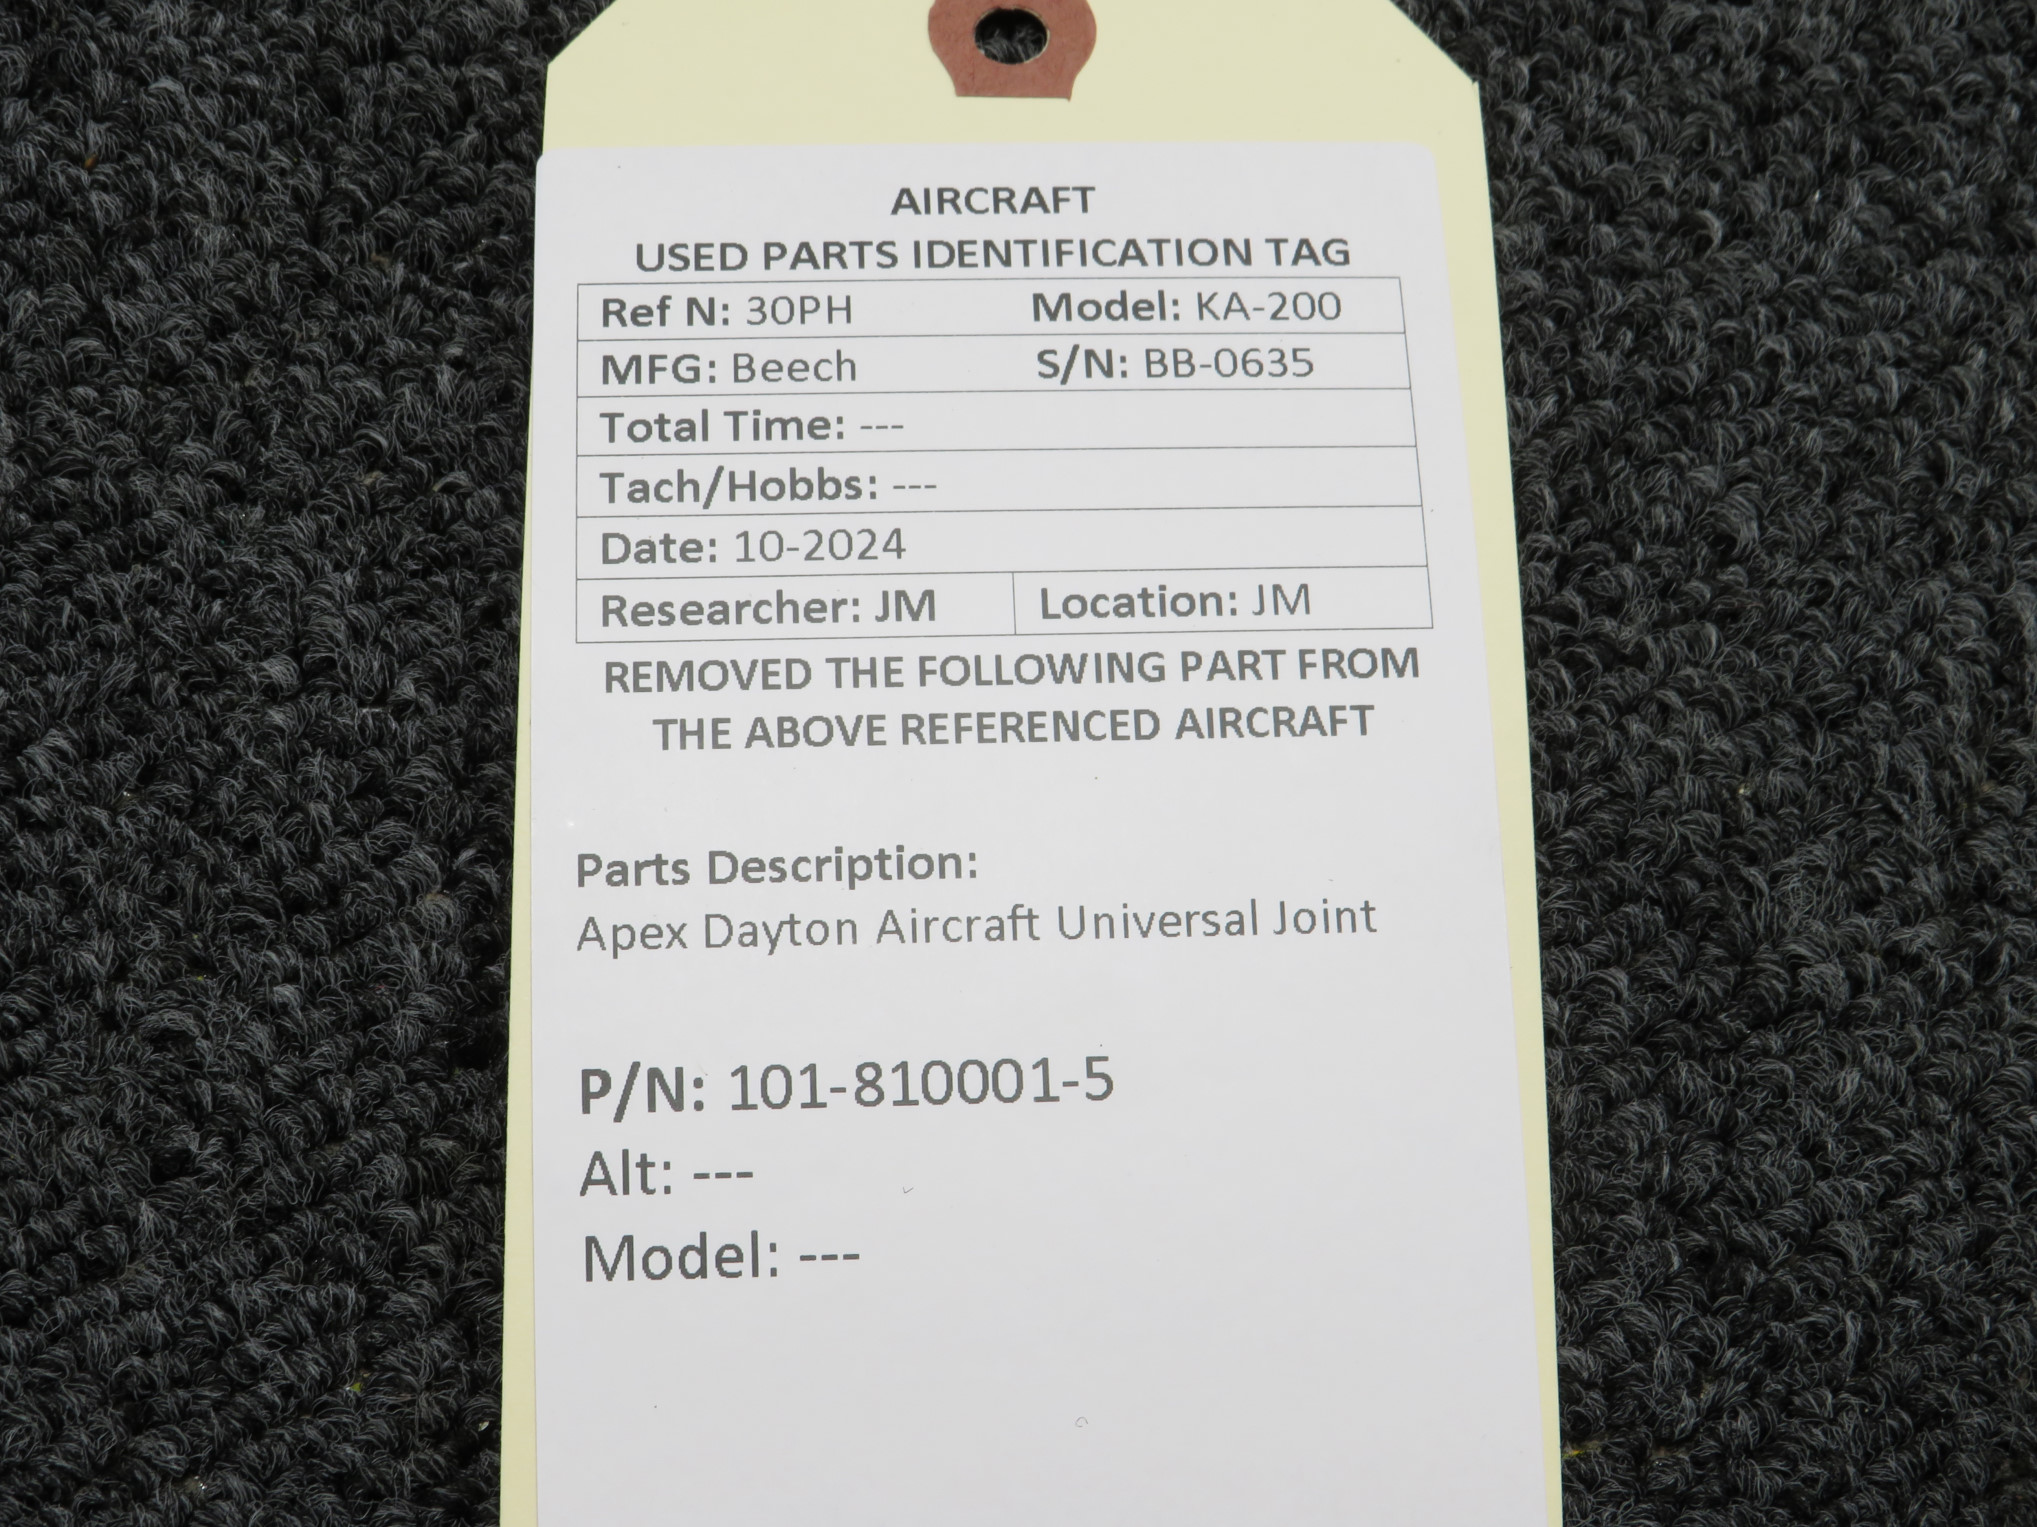 AIRCRAFT
USED PARTS IDENTIFICATION TAG
Ref N: 30PH Model: KA-200
MFG: Beech S/N: BB-0635
Total Time: ---
Tach/Hobbs: ---
Date: 10-2024
Researcher: JM Location: JM
REMOVED THE FOLLOWING PART FROM
THE ABOVE REFERENCED AIRCRAFT
Parts Description:
Apex Dayton Aircraft Universal Joint
P/N: 101-810001-5
Alt: ---
Model: ---